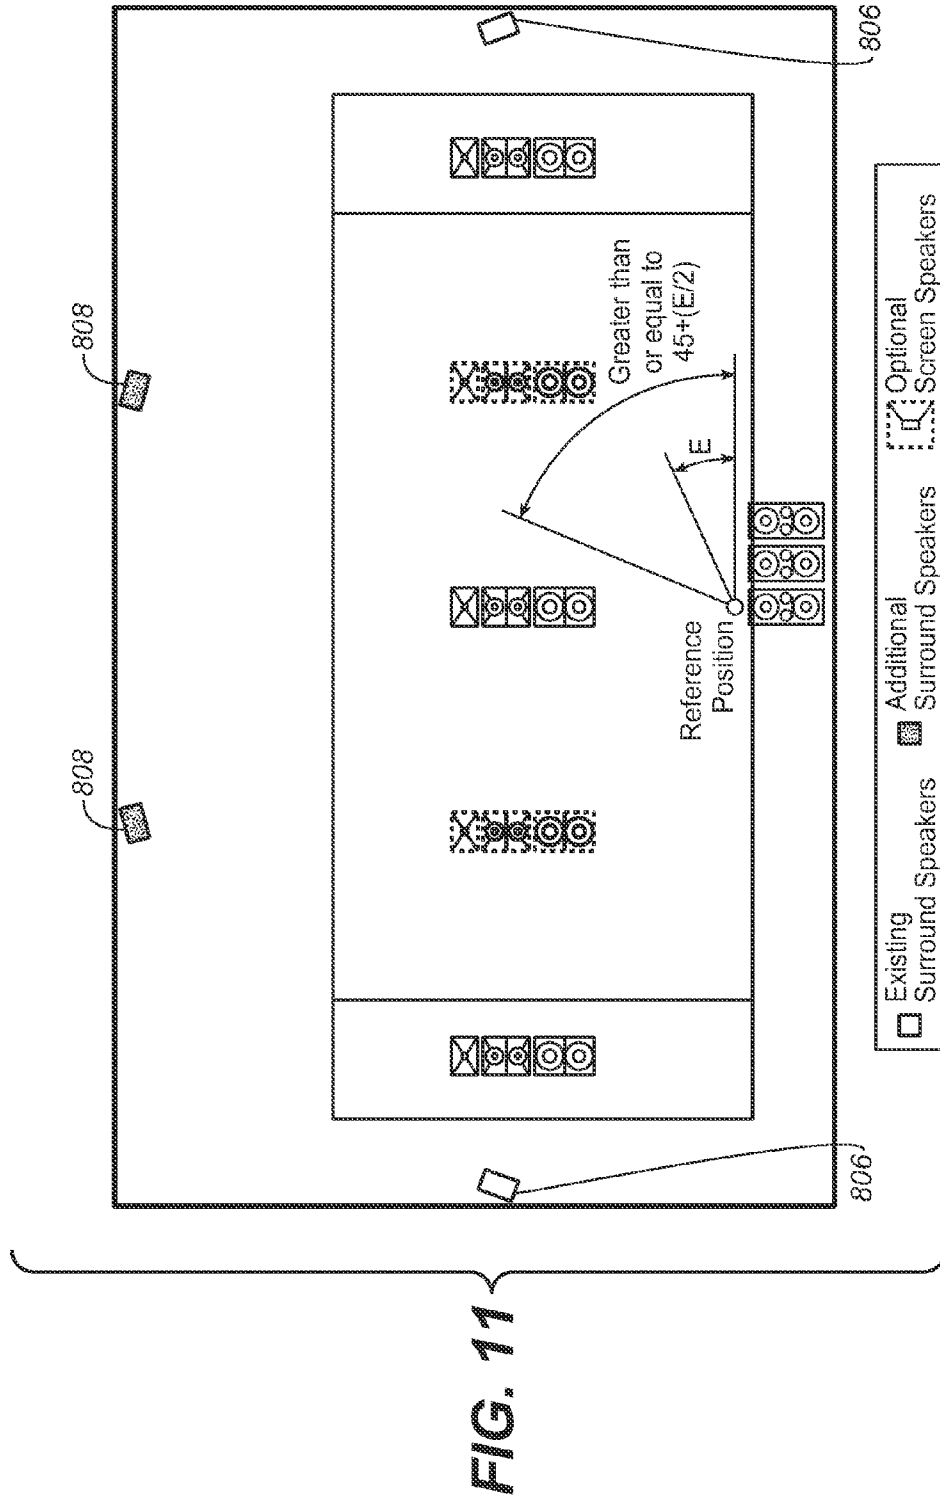 FIG. 11
808
808
806
806
Greater than
or equal to
45+(E/2)
E
Reference
Position
Existing
Surround Speakers
Additional
Surround Speakers
Optional
Screen Speakers